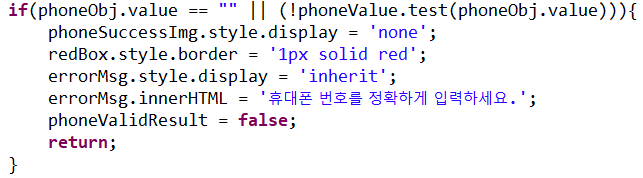 if(phoneObj.value == "" || (!phoneValue.test(phoneObj.value))){
    phoneSuccessImg.style.display = 'none';
    redBox.style.border = '1px solid red';
    errorMsg.style.display = 'inherit';
    errorMsg.innerHTML = '휴대폰 번호를 정확하게 입력하세요.';
    phoneValidResult = false;
    return;
}